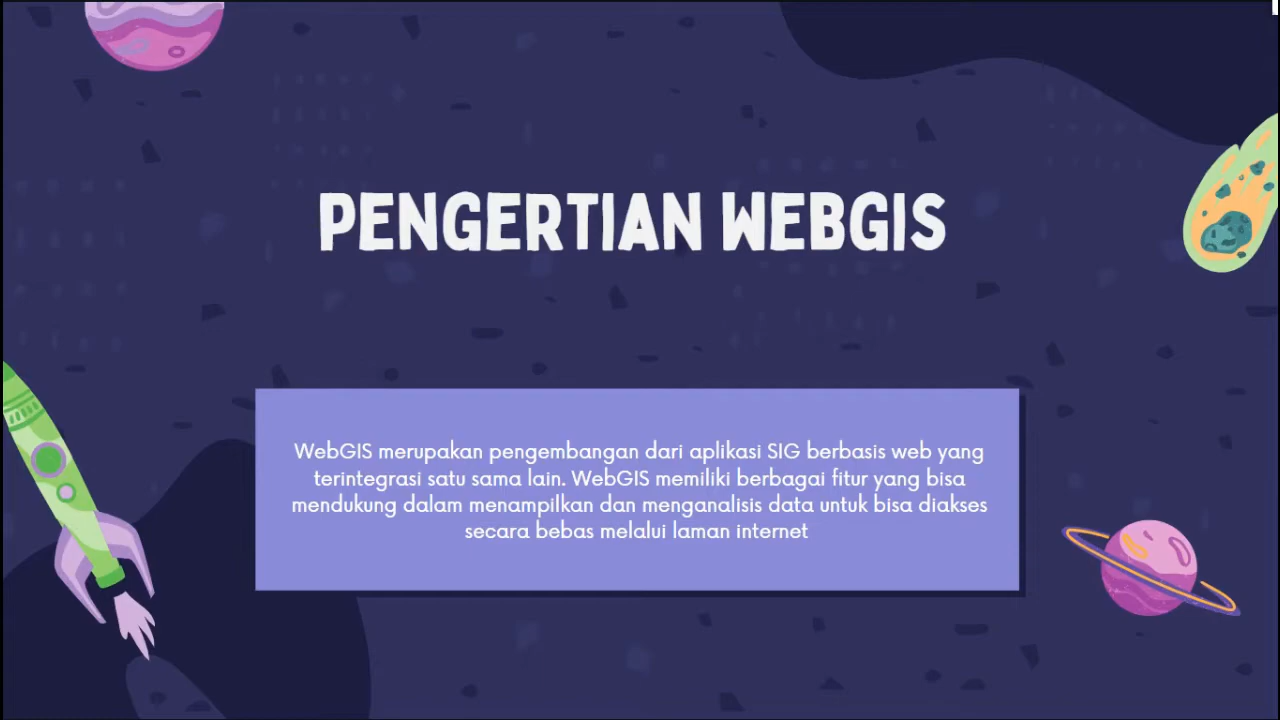 PENGERTIAN WEBGIS
WebGIS merupakan pengembangan dari aplikasi SIG berbasis web yang
terintegrasi satu sama lain. WebGIS memiliki berbagai fitur yang bisa
mendukung dalam menampilkan dan menganalisis data untuk bisa diakses
secara bebas melalui laman internet